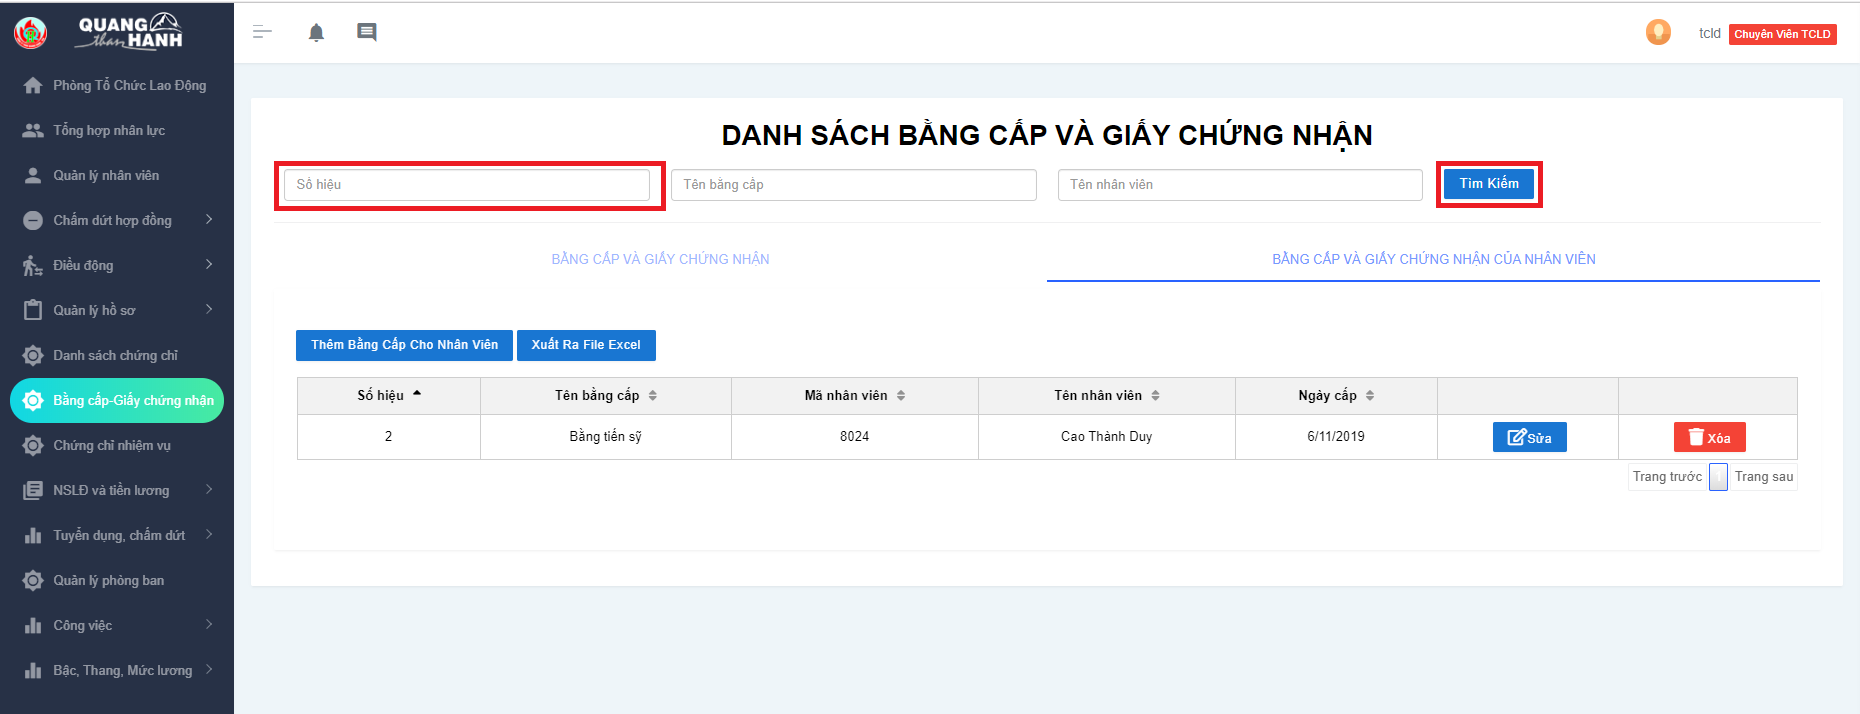 QUANG
than HANH
tcld Chuyên Viên TCLD
Phòng Tổ Chức Lao Động
Tổng hợp nhân lực
Quản lý nhân viên
Chấm dứt hợp đồng
Điều động
Quản lý hồ sơ
Danh sách chứng chỉ
Bằng cấp-Giấy chứng nhận
Chứng chỉ nhiệm vụ
NSLĐ và tiền lương
Tuyển dụng, chấm dứt
Quản lý phòng ban
Công việc
Bậc, Thang, Mức lương
DANH SÁCH BẰNG CẤP VÀ GIẤY CHỨNG NHẬN
Số hiệu Tên bằng cấp Tên nhân viên Tìm Kiếm
BẰNG CẤP VÀ GIẤY CHỨNG NHẬN BẰNG CẤP VÀ GIẤY CHỨNG NHẬN CỦA NHÂN VIÊN
Thêm Bằng Cấp Cho Nhân Viên Xuất Ra File Excel
Số hiệu Tên bằng cấp Mã nhân viên Tên nhân viên Ngày cấp
2 Bằng tiến sỹ 8024 Cao Thành Duy 6/11/2019 Sửa Xóa
Trang trước 1 Trang sau